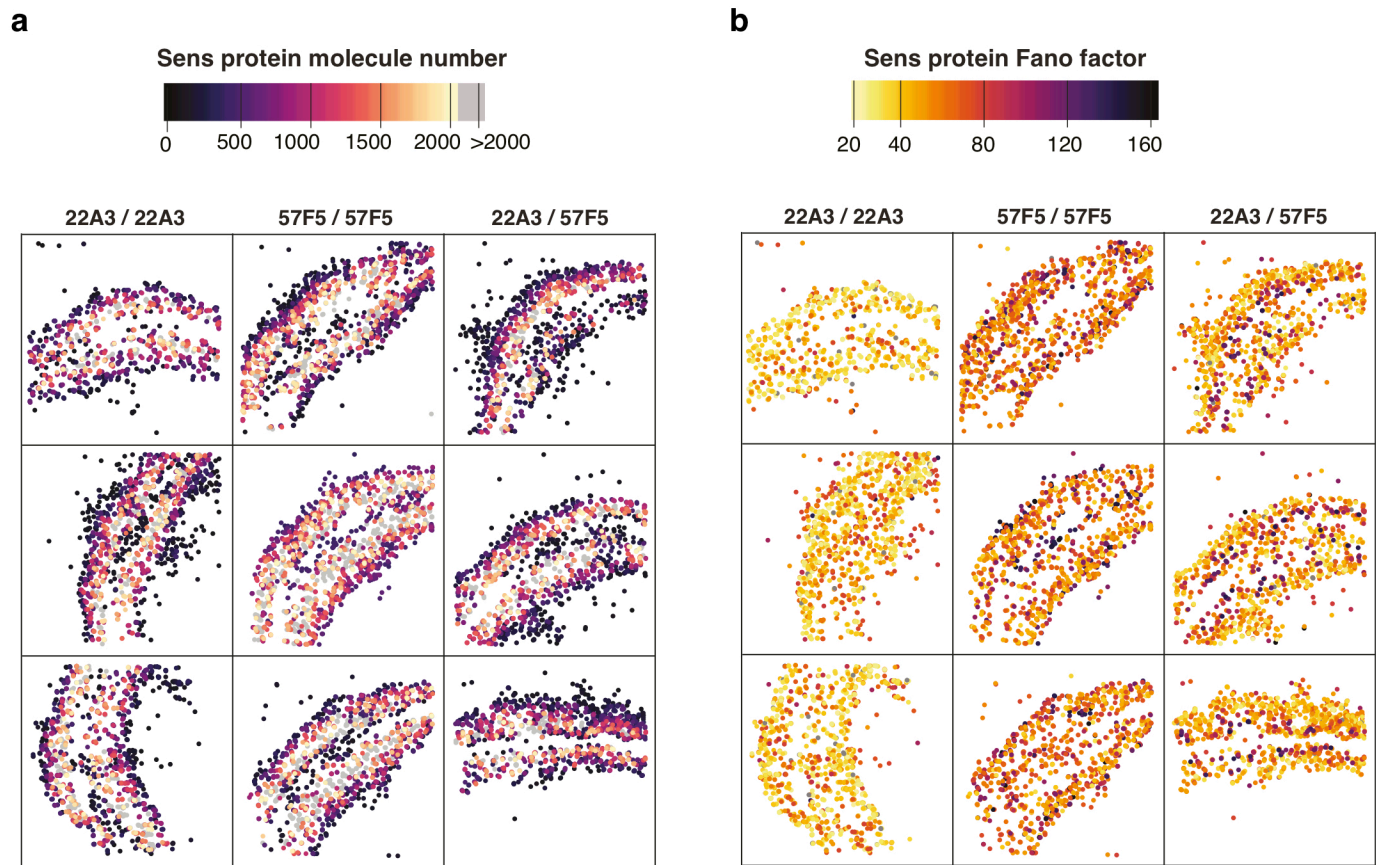 a
Sens protein molecule number
0 500 1000 1500 2000 >2000
22A3 / 22A3 57F5 / 57F5 22A3 / 57F5
b
Sens protein Fano factor
20 40 80 120 160
22A3 / 22A3 57F5 / 57F5 22A3 / 57F5